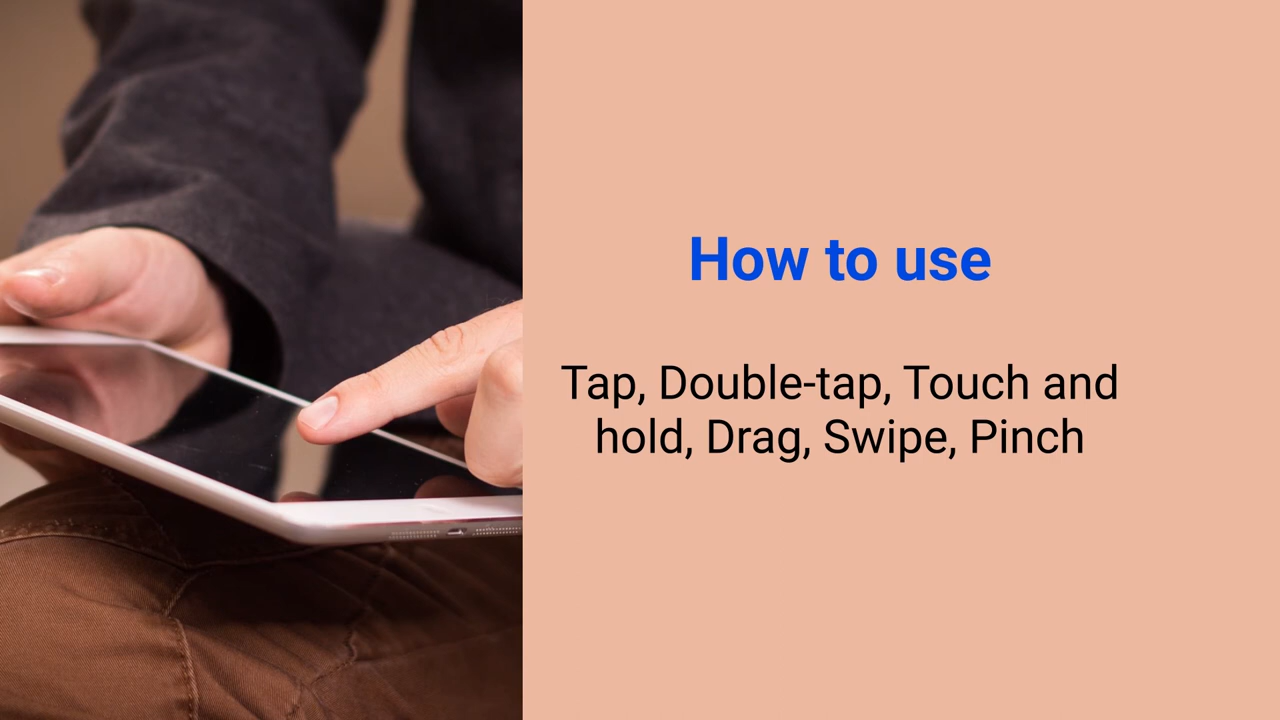 How to use
Tap, Double-tap, Touch and
hold, Drag, Swipe, Pinch